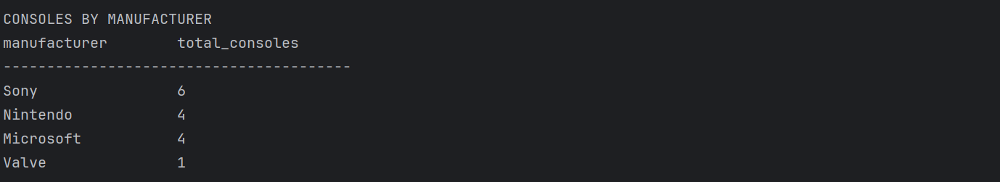 CONSOLES BY MANUFACTURER
manufacturer        total_consoles
----------------------------------------
Sony                6
Nintendo            4
Microsoft           4
Valve               1